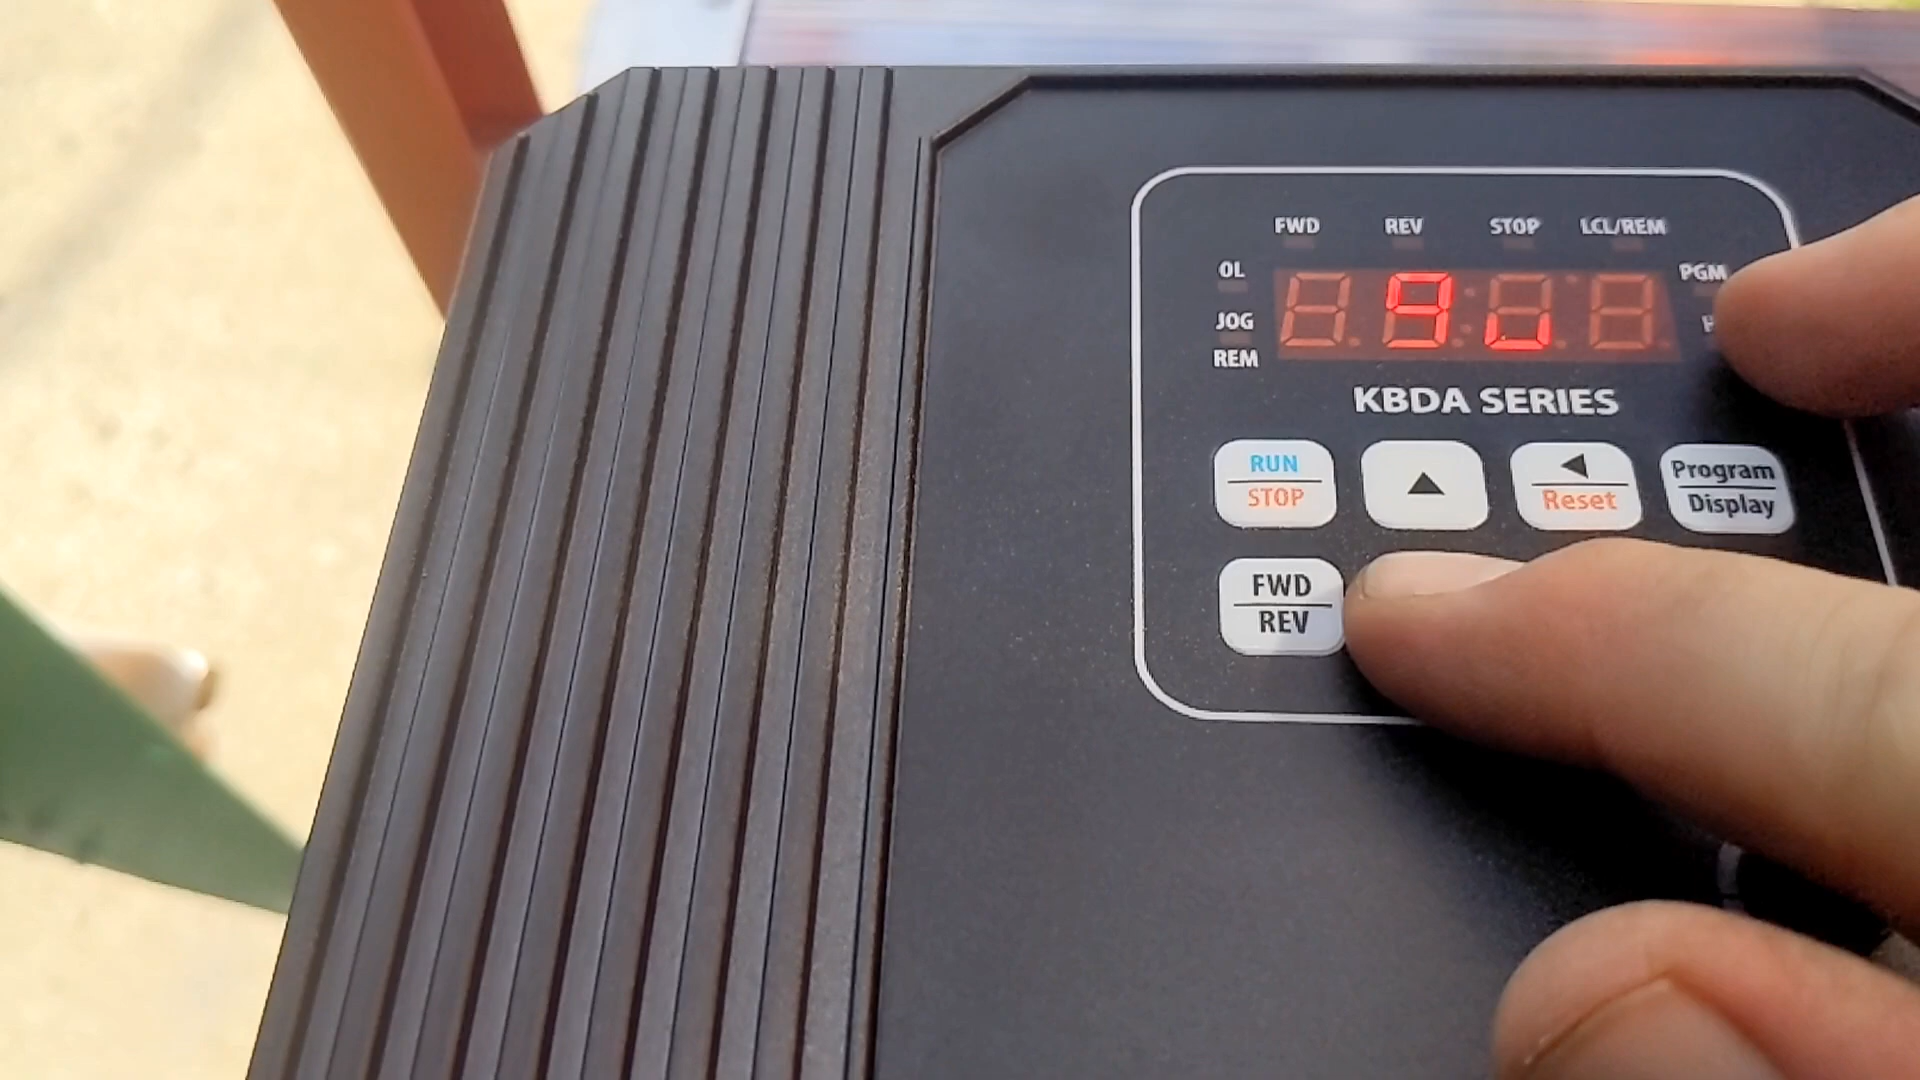 FWD REV STOP LCL/REM
OL
PGM
JOG
REM
KBDA SERIES
RUN
STOP
▲
◀
Reset
Program
Display
FWD
REV